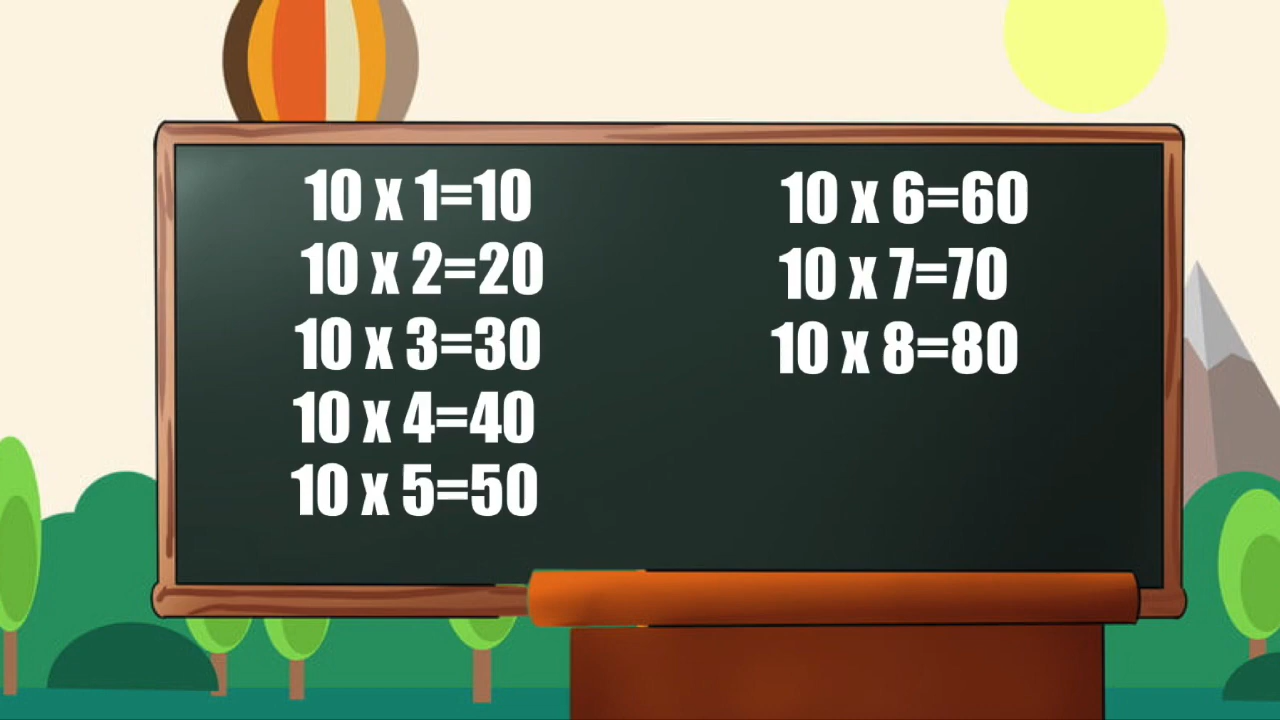 10 x 1=10
10 x 2=20
10 x 3=30
10 x 4=40
10 x 5=50
10 x 6=60
10 x 7=70
10 x 8=80